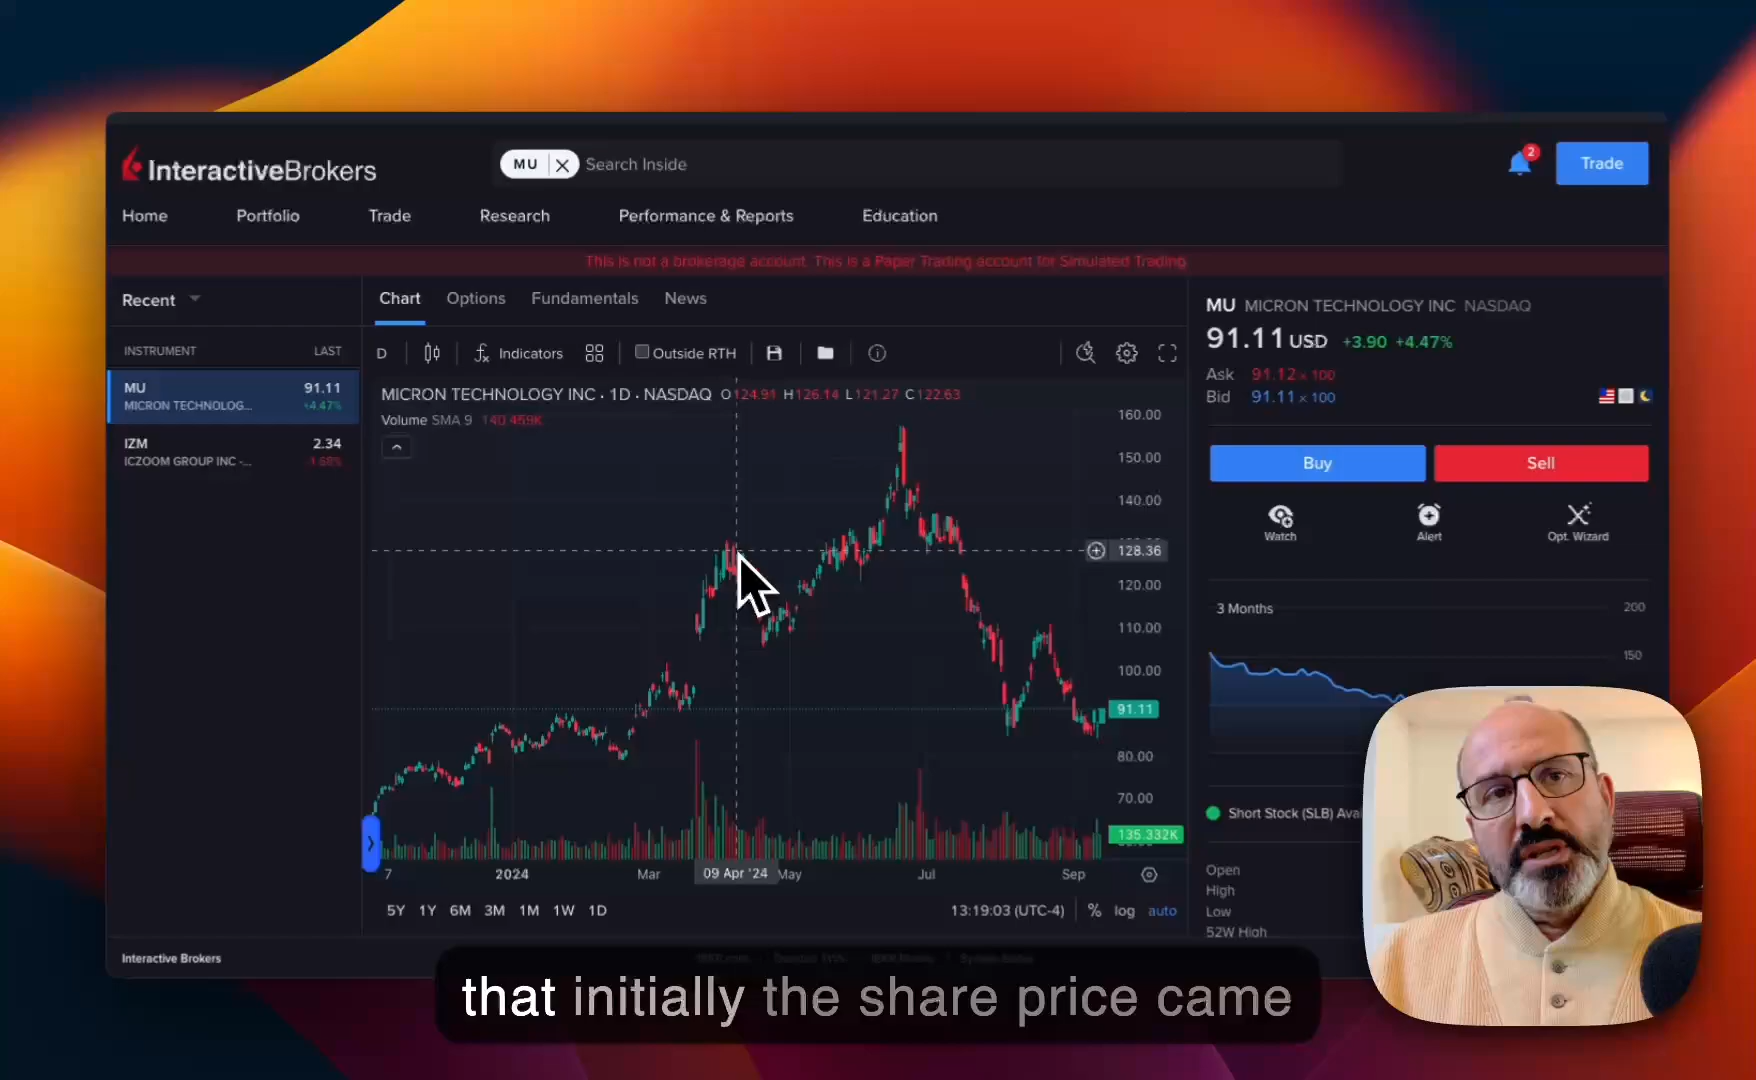 InteractiveBrokers
MU
Search Inside
2
Trade
Home
Portfolio
Trade
Research
Performance & Reports
Education
This is not a brokerage account. This is a Paper Trading account for Simulated Trading
Recent
INSTRUMENT LAST
MU 91.11
MICRON TECHNOLOG... +4.47%
IZM 2.34
ICZOOM GROUP INC -...
Chart
Options
Fundamentals
News
D
Indicators
Outside RTH
MICRON TECHNOLOGY INC · 1D · NASDAQ O124.91 H126.14 L121.27 C122.63
Volume SMA 9 140.459K
160.00
150.00
140.00
128.36
120.00
110.00
100.00
91.11
80.00
70.00
135.332K
7 2024 Mar 09 Apr '24 May Jul Sep
5Y 1Y 6M 3M 1M 1W 1D
13:19:03 (UTC-4) % log auto
MU MICRON TECHNOLOGY INC NASDAQ
91.11 USD +3.90 +4.47%
Ask 91.12 × 100
Bid 91.11 × 100
Buy
Sell
Watch
Alert
Opt. Wizard
3 Months
200
150
Short Stock (SLB)
Open
High
Low
52W High
Interactive Brokers
that initially the share price came